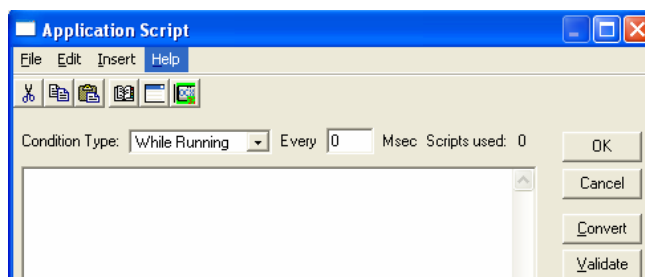 Application Script
File Edit Insert Help
Condition Type: While Running Every 0 Msec Scripts used: 0
OK
Cancel
Convert
Validate